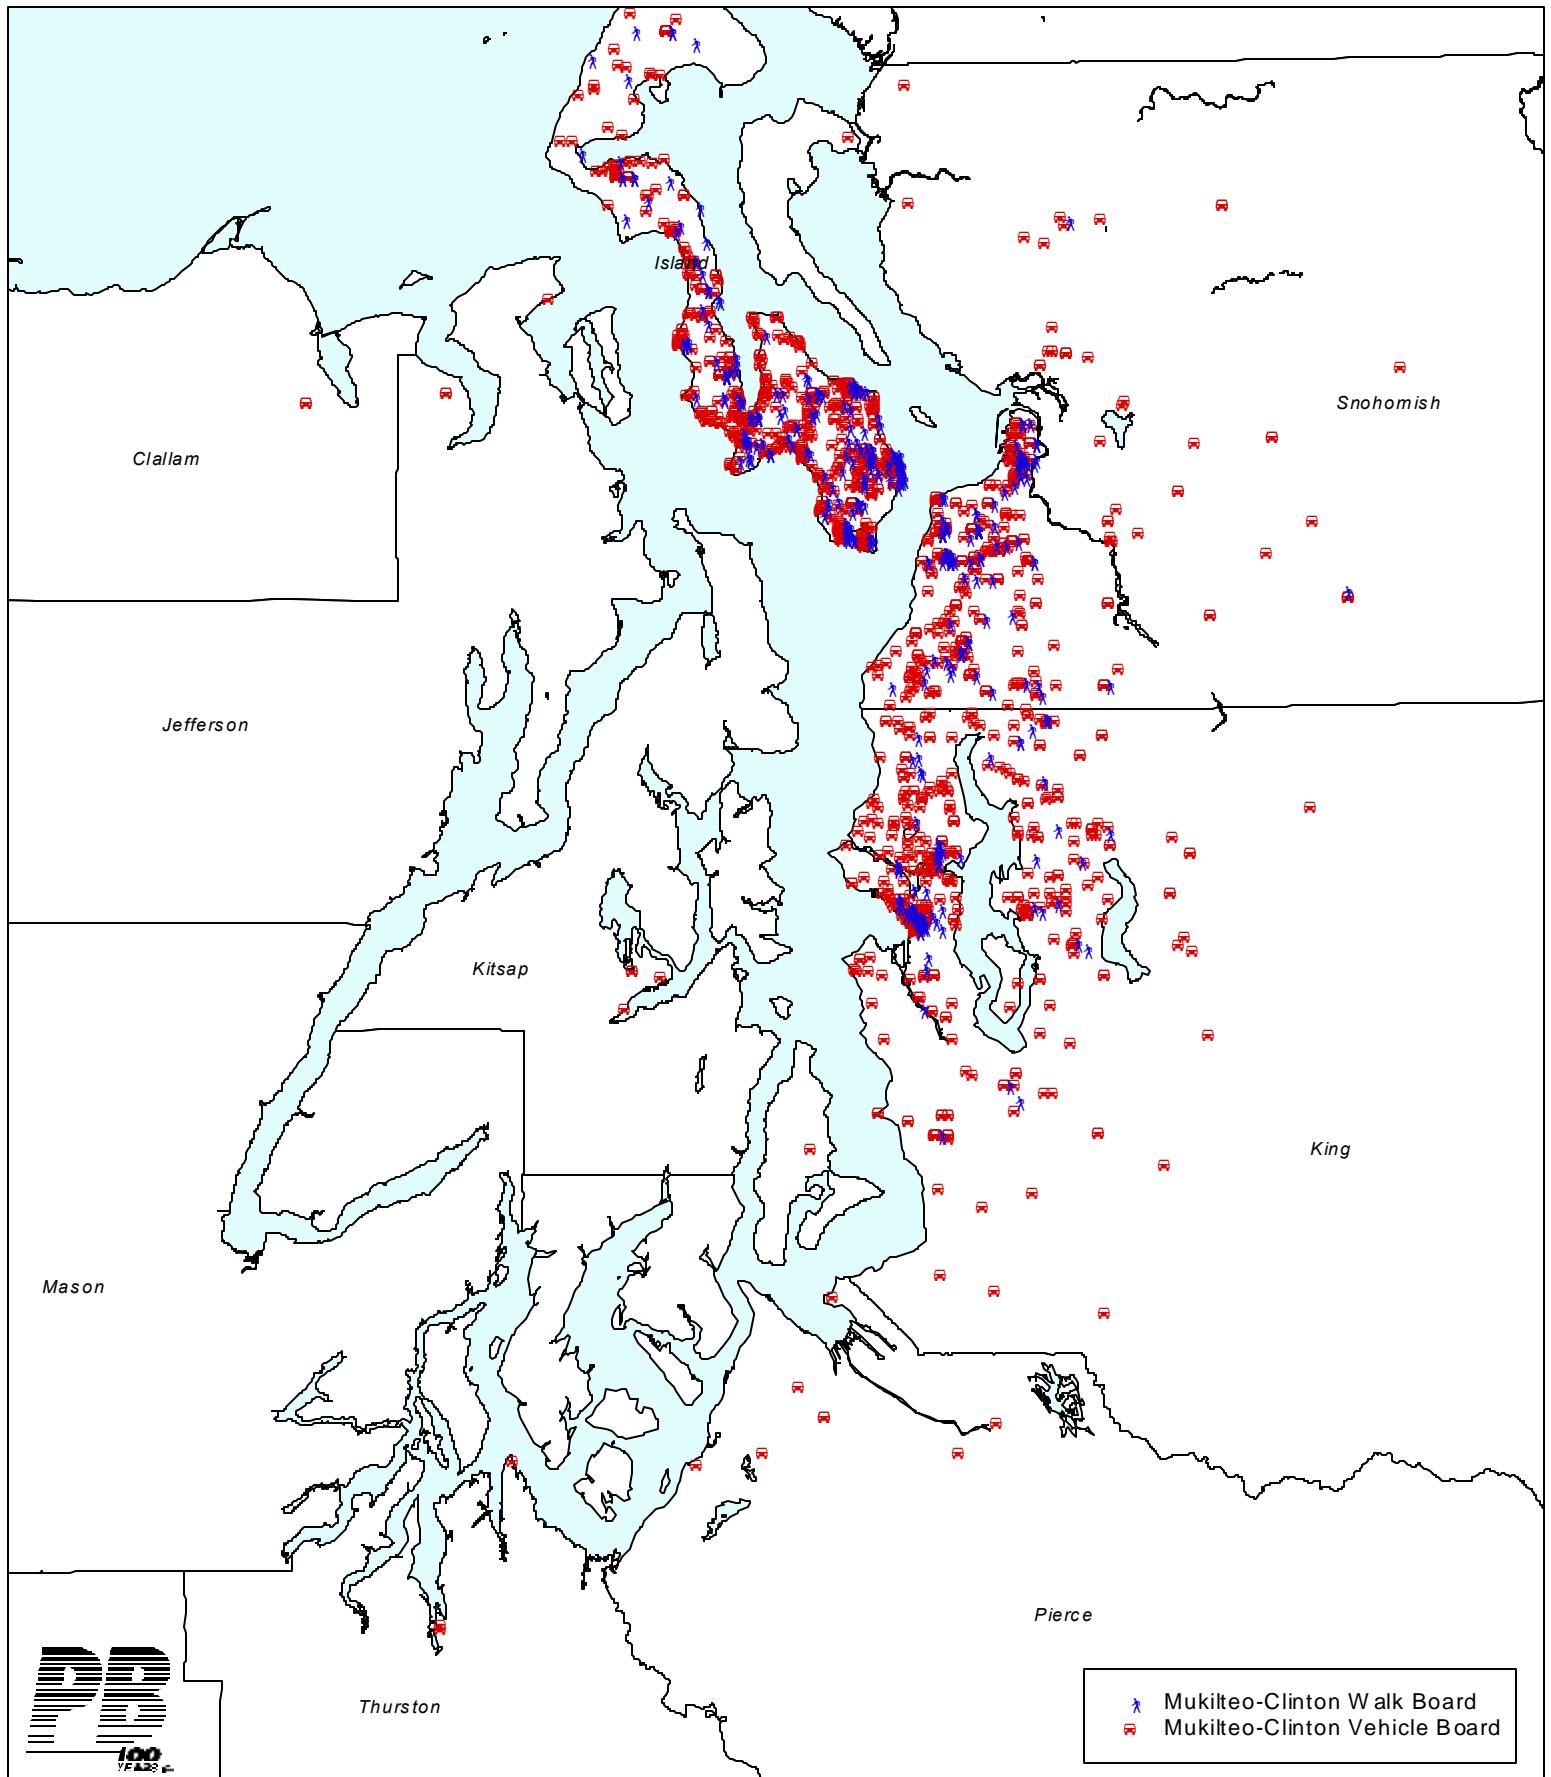 Island
Snohomish
Clallam
Jefferson
Kitsap
King
Mason
Pierce
Thurston
Mukilteo-Clinton Walk Board
Mukilteo-Clinton Vehicle Board
PB
100
YEARS